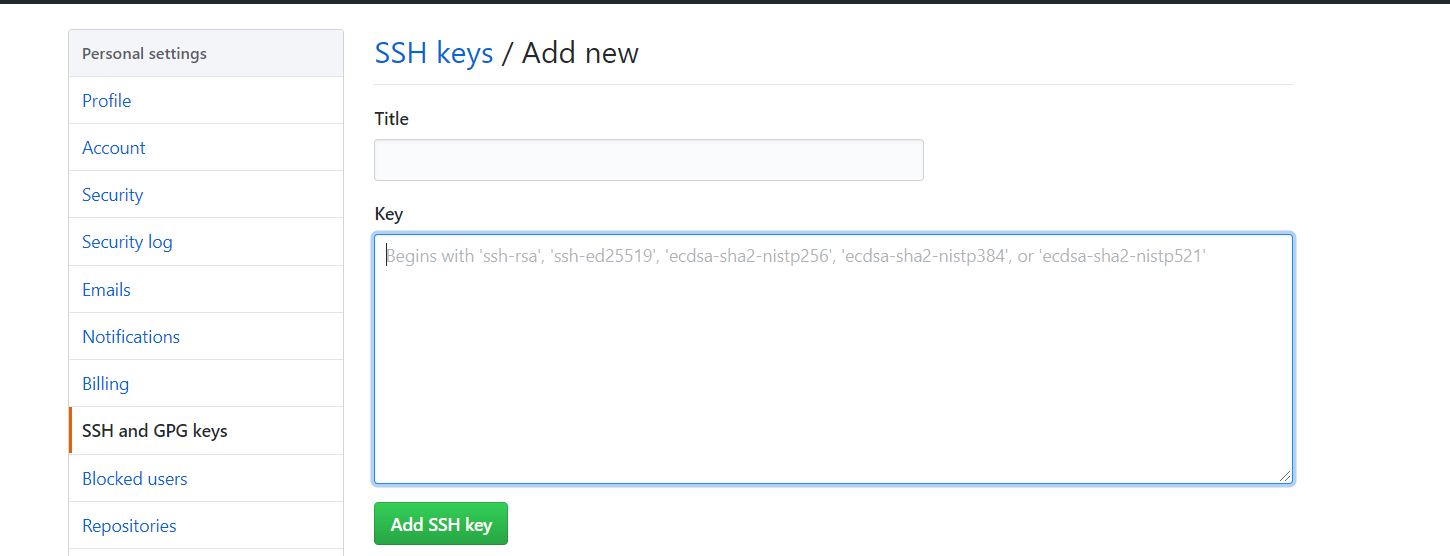 Personal settings
Profile
Account
Security
Security log
Emails
Notifications
Billing
SSH and GPG keys
Blocked users
Repositories
SSH keys / Add new
Title
Key
Begins with 'ssh-rsa', 'ssh-ed25519', 'ecdsa-sha2-nistp256', 'ecdsa-sha2-nistp384', or 'ecdsa-sha2-nistp521'
Add SSH key